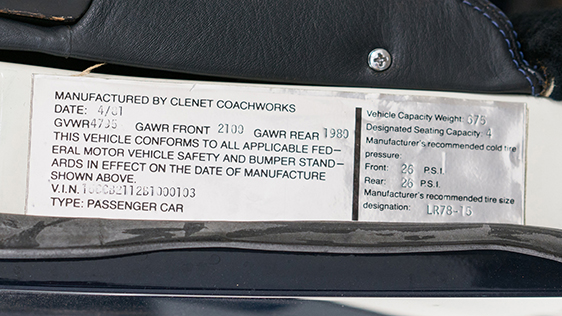 MANUFACTURED BY CLENET COACHWORKS
DATE: 4/81
GVWR 4735 GAWR FRONT 2100 GAWR REAR 1980
THIS VEHICLE CONFORMS TO ALL APPLICABLE FED-
ERAL MOTOR VEHICLE SAFETY AND BUMPER STAND-
ARDS IN EFFECT ON THE DATE OF MANUFACTURE
SHOWN ABOVE.
V.I.N.
TYPE: PASSENGER CAR
Vehicle Capacity Weight: 675
Designated Seating Capacity 4
Manufacturer's recommended cold tire
pressure:
Front: 26 P.S.I.
Rear: 26 P.S.I.
Manufacturer's recommended tire size
designation: LR78-15